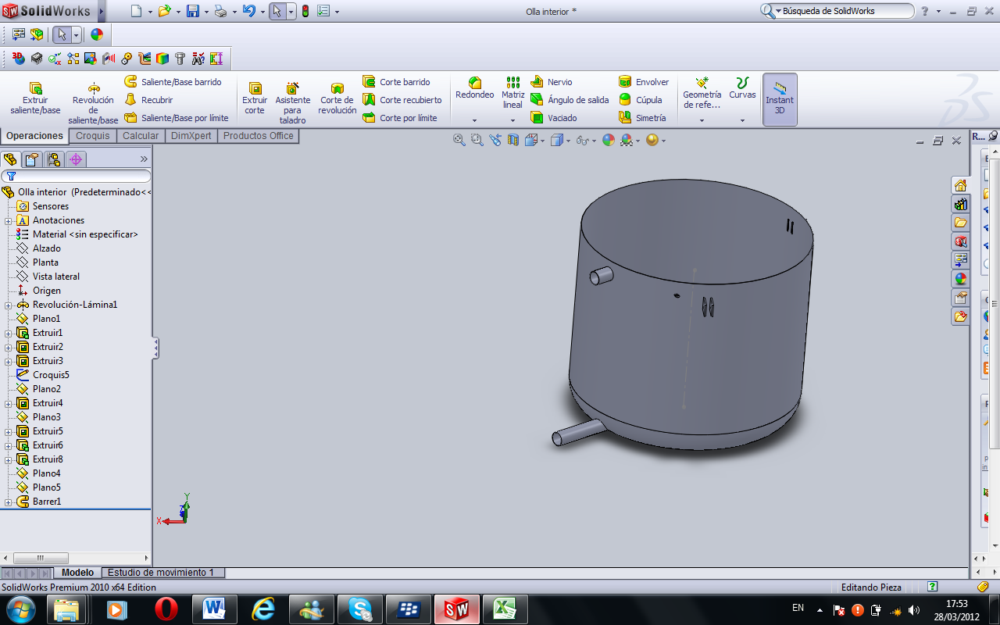 SolidWorks
Olla interior *
Búsqueda de SolidWorks
Extruir saliente/base
Revolución de saliente/base
Saliente/Base barrido
Recubrir
Saliente/Base por límite
Extruir corte
Asistente para taladro
Corte de revolución
Corte barrido
Corte recubierto
Corte por límite
Redondeo
Matriz lineal
Nervio
Ángulo de salida
Vaciado
Envolver
Cúpula
Simetría
Geometría de refe...
Curvas
Instant 3D
Operaciones
Croquis
Calcular
DimXpert
Productos Office
R...
Olla interior (Predeterminado<<
Sensores
Anotaciones
Material <sin especificar>
Alzado
Planta
Vista lateral
Origen
Revolución-Lámina1
Plano1
Extruir1
Extruir2
Extruir3
Croquis5
Plano2
Extruir4
Plano3
Extruir5
Extruir6
Extruir8
Plano4
Plano5
Barrer1
Y
X
Modelo
Estudio de movimiento 1
SolidWorks Premium 2010 x64 Edition
Editando Pieza
EN
17:53
28/03/2012